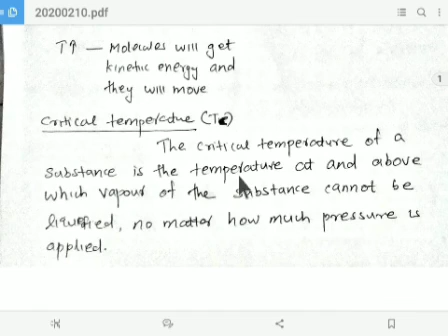 20200210.pdf
T↑ — Molecules will get
kinetic energy and
they will move
1
Critical temperature (Tc)
The critical temperature of a
substance is the temperature at and above
which vapour of the substance cannot be
liquified, no matter how much pressure is
applied.